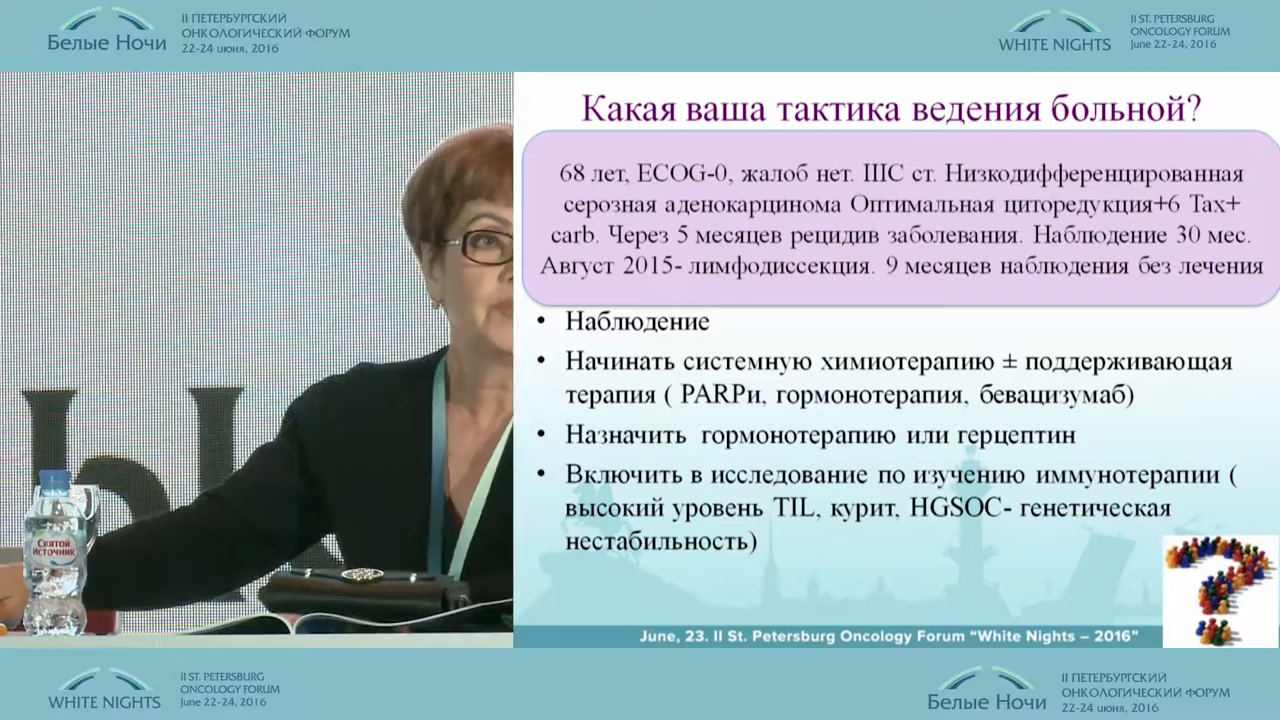 II ПЕТЕРБУРГСКИЙ
ОНКОЛОГИЧЕСКИЙ ФОРУМ
22-24 июня, 2016
Белые Ночи
II ST. PETERSBURG
ONCOLOGY FORUM
June 22-24, 2016
WHITE NIGHTS
Какая ваша тактика ведения больной?
68 лет, ECOG-0, жалоб нет. IIIC ст. Низкодифференцированная
серозная аденокарцинома Оптимальная циторедукция+6 Tax+
carb. Через 5 месяцев рецидив заболевания. Наблюдение 30 мес.
Август 2015- лимфодиссекция. 9 месяцев наблюдения без лечения
• Наблюдение
• Начинать системную химиотерапию ± поддерживающая
терапия ( PARPи, гормонотерапия, бевацизумаб)
• Назначить гормонотерапию или герцептин
• Включить в исследование по изучению иммунотерапии (
высокий уровень TIL, курит, HGSOC- генетическая
нестабильность)
СВЯТОЙ
ИСТОЧНИК
June, 23. II St. Petersburg Oncology Forum “White Nights – 2016”
WHITE NIGHTS
II ST. PETERSBURG
ONCOLOGY FORUM
June 22-24, 2016
Белые Ночи
II ПЕТЕРБУРГСКИЙ
ОНКОЛОГИЧЕСКИЙ ФОРУМ
22-24 июня, 2016